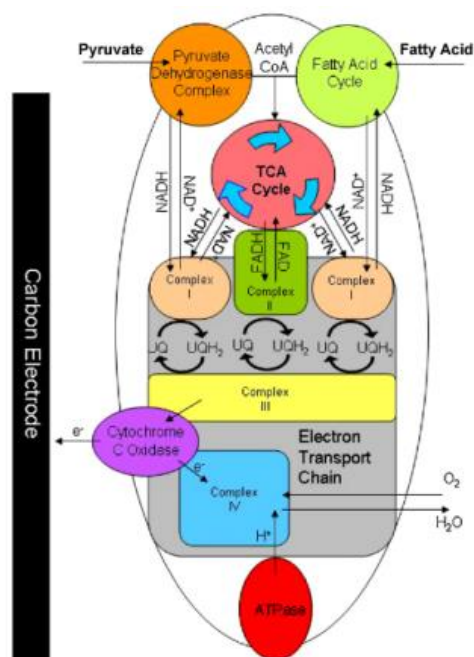 Pyruvate
Pyruvate
Dehydrogenase
Complex
Acetyl
CoA
Fatty Acid
Cycle
Fatty Acid
NADH
NAD⁺
TCA
Cycle
NAD⁺
NADH
NADH
NAD⁺
FADH
FAD
NAD⁺
NADH
Complex
I
Complex
II
Complex
I
UQ
UQH₂
UQ
UQH₂
UQ
UQH₂
Carbon Electrode
Complex
III
e⁻
Cytochrome
C Oxidase
e⁻
Electron
Transport
Chain
Complex
IV
O₂
H₂O
H⁺
ATPase